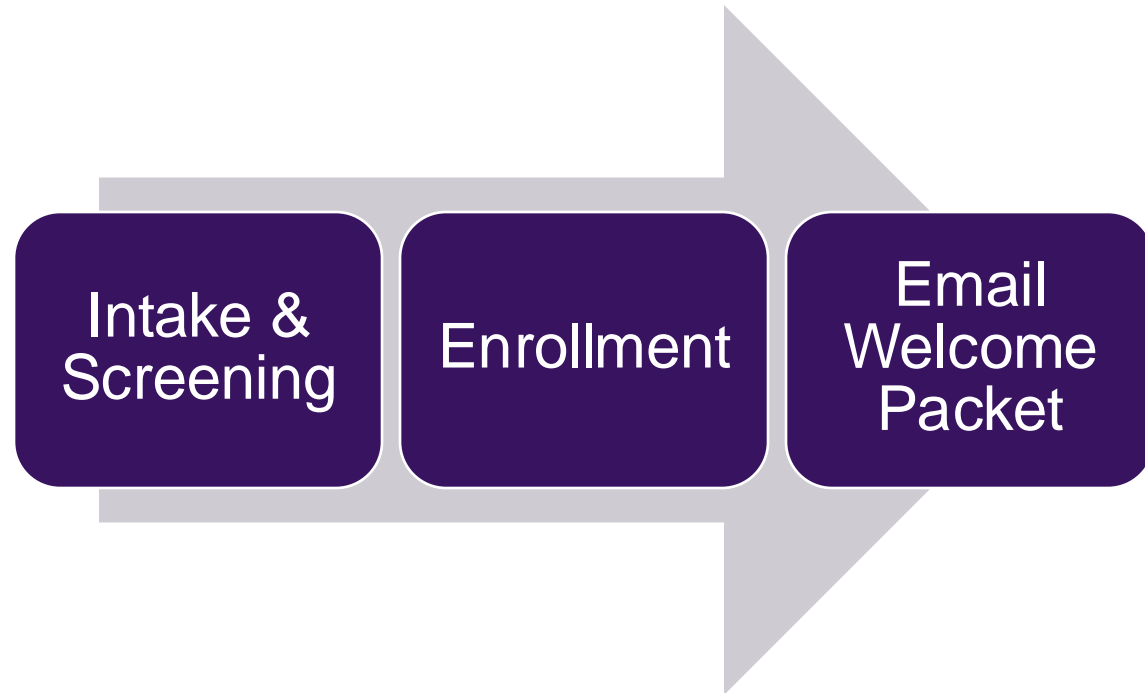 Intake &
Screening
Enrollment
Email
Welcome
Packet